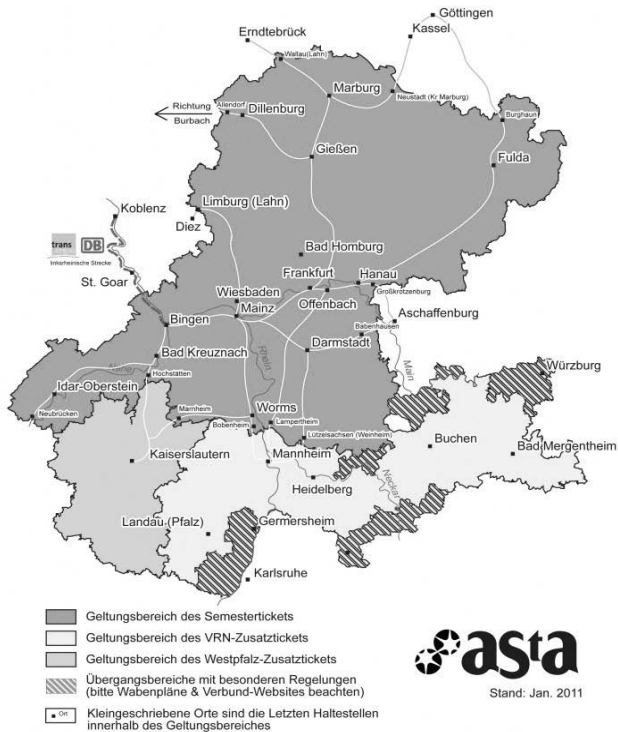 Göttingen
Kassel
Erndtebrück
Wallau(Lahn)
Marburg
Neustadt (Kr Marburg)
Richtung
Burbach
Allendorf
Dillenburg
Burghaun
Gießen
Fulda
Koblenz
Limburg (Lahn)
Diez
trans
DB
linksrheinische Strecke
St. Goar
Bad Homburg
Frankfurt
Hanau
Großkrotzenburg
Wiesbaden
Mainz
Offenbach
Bingen
Aschaffenburg
Babenhausen
Darmstadt
Rhein
Main
Bad Kreuznach
Nahe
Hochstätten
Idar-Oberstein
Würzburg
Neubrücken
Marnheim
Worms
Bobenheim
Lampertheim
Lützelsachsen (Weinheim)
Kaiserslautern
Mannheim
Buchen
Bad Mergentheim
Heidelberg
Neckar
Landau (Pfalz)
Germersheim
Karlsruhe
Geltungsbereich des Semestertickets
Geltungsbereich des VRN-Zusatztickets
Geltungsbereich des Westpfalz-Zusatztickets
Übergangsbereiche mit besonderen Regelungen
(bitte Wabenpläne & Verbund-Websites beachten)
Ort
Kleingeschriebene Orte sind die Letzten Haltestellen
innerhalb des Geltungsbereiches
asta
Stand: Jan. 2011